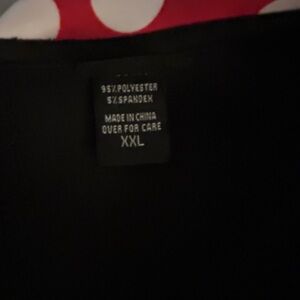 95%POLYESTER
5%SPANDEX
MADE IN CHINA
OVER FOR CARE
XXL